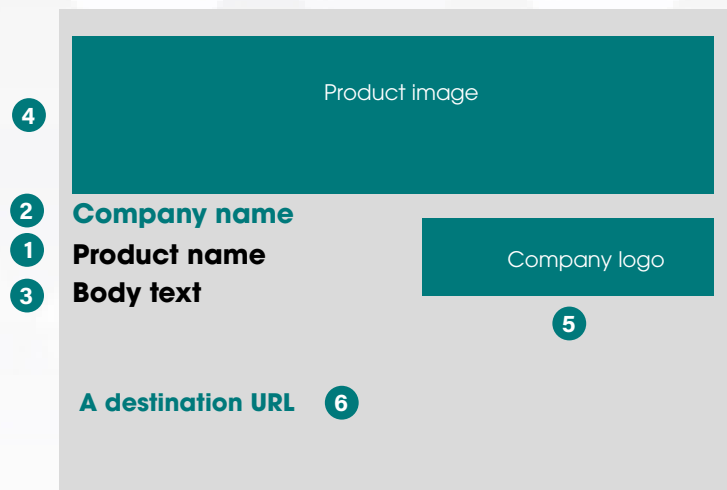 Product image
4
2 Company name
1 Product name
Company logo
3 Body text
5
A destination URL 6